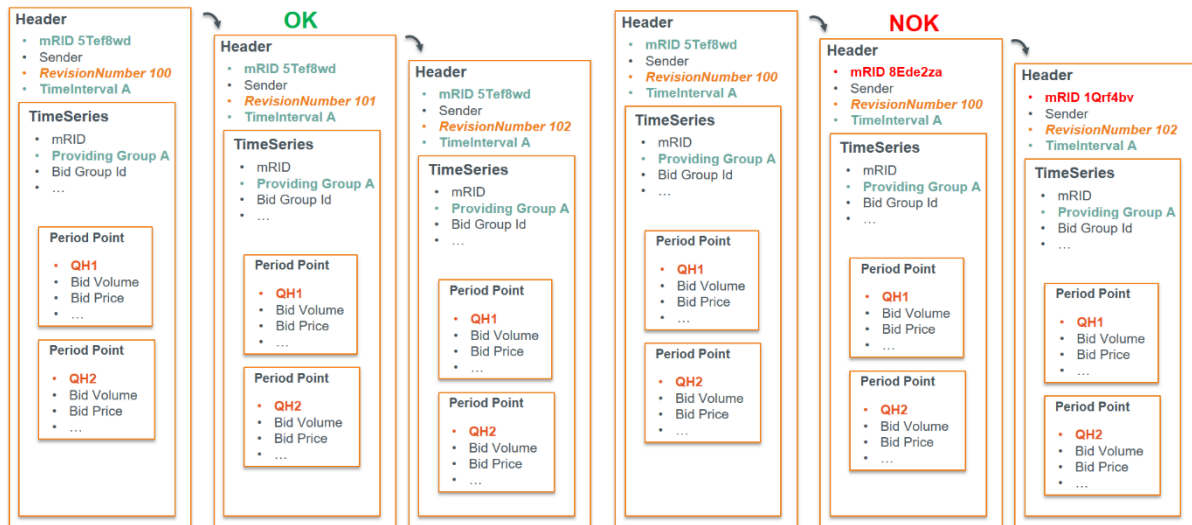 Header
mRID 5Tef8wd
Sender
RevisionNumber 100
TimeInterval A
TimeSeries
mRID
Providing Group A
Bid Group Id
...
Period Point
QH1
Bid Volume
Bid Price
...
Period Point
QH2
Bid Volume
Bid Price
...
OK
Header
mRID 5Tef8wd
Sender
RevisionNumber 101
TimeInterval A
TimeSeries
mRID
Providing Group A
Bid Group Id
...
Period Point
QH1
Bid Volume
Bid Price
...
Period Point
QH2
Bid Volume
Bid Price
...
Header
mRID 5Tef8wd
Sender
RevisionNumber 102
TimeInterval A
TimeSeries
mRID
Providing Group A
Bid Group Id
...
Period Point
QH1
Bid Volume
Bid Price
...
Period Point
QH2
Bid Volume
Bid Price
...
Header
mRID 5Tef8wd
Sender
RevisionNumber 100
TimeInterval A
TimeSeries
mRID
Providing Group A
Bid Group Id
...
Period Point
QH1
Bid Volume
Bid Price
...
Period Point
QH2
Bid Volume
Bid Price
...
NOK
Header
mRID 8Ede2za
Sender
RevisionNumber 100
TimeInterval A
TimeSeries
mRID
Providing Group A
Bid Group Id
...
Period Point
QH1
Bid Volume
Bid Price
...
Period Point
QH2
Bid Volume
Bid Price
...
Header
mRID 1Qrf4bv
Sender
RevisionNumber 102
TimeInterval A
TimeSeries
mRID
Providing Group A
Bid Group Id
...
Period Point
QH1
Bid Volume
Bid Price
...
Period Point
QH2
Bid Volume
Bid Price
...